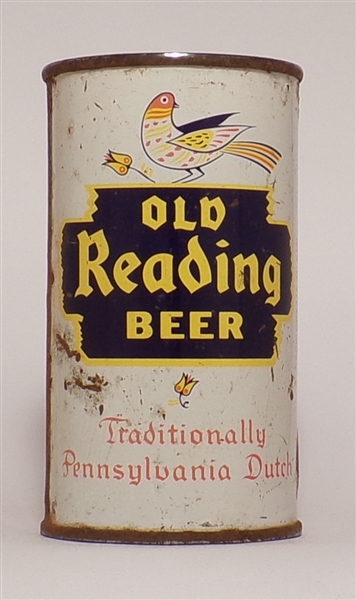 OLD
Reading
BEER
Traditionally
Pennsylvania Dutch